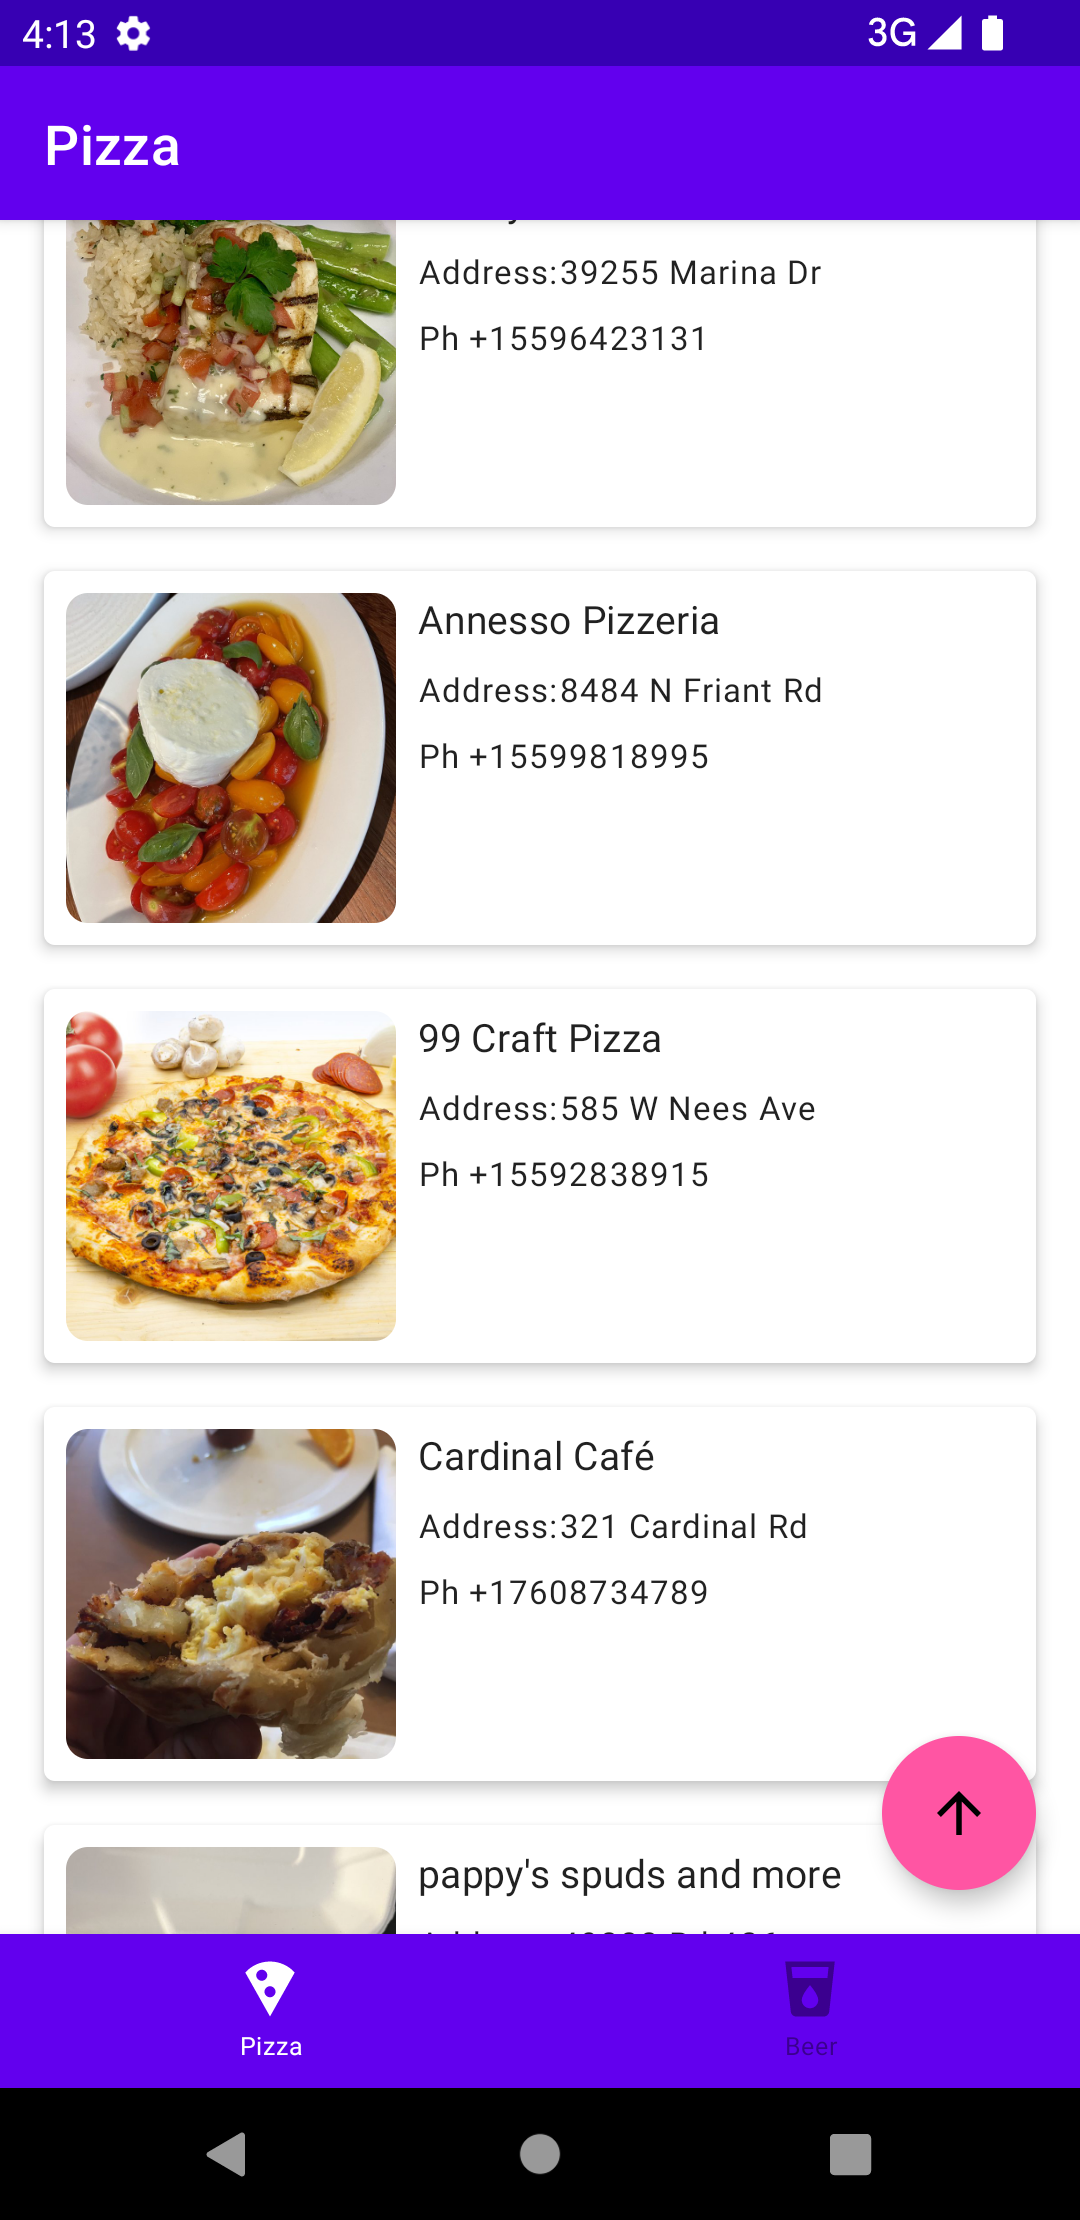 4:13
3G
Pizza
Address:39255 Marina Dr
Ph +15596423131
Annesso Pizzeria
Address:8484 N Friant Rd
Ph +15599818995
99 Craft Pizza
Address:585 W Nees Ave
Ph +15592838915
Cardinal Café
Address:321 Cardinal Rd
Ph +17608734789
pappy's spuds and more
Pizza
Beer